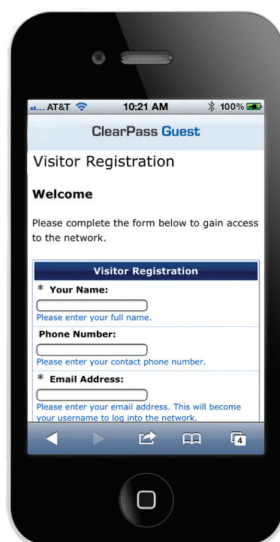 AT&T 10:21 AM 100%
ClearPass Guest
Visitor Registration
Welcome
Please complete the form below to gain access
to the network.
Visitor Registration
* Your Name:
Please enter your full name.
Phone Number:
Please enter your contact phone number.
* Email Address:
Please enter your email address. This will become
your username to log into the network.
4